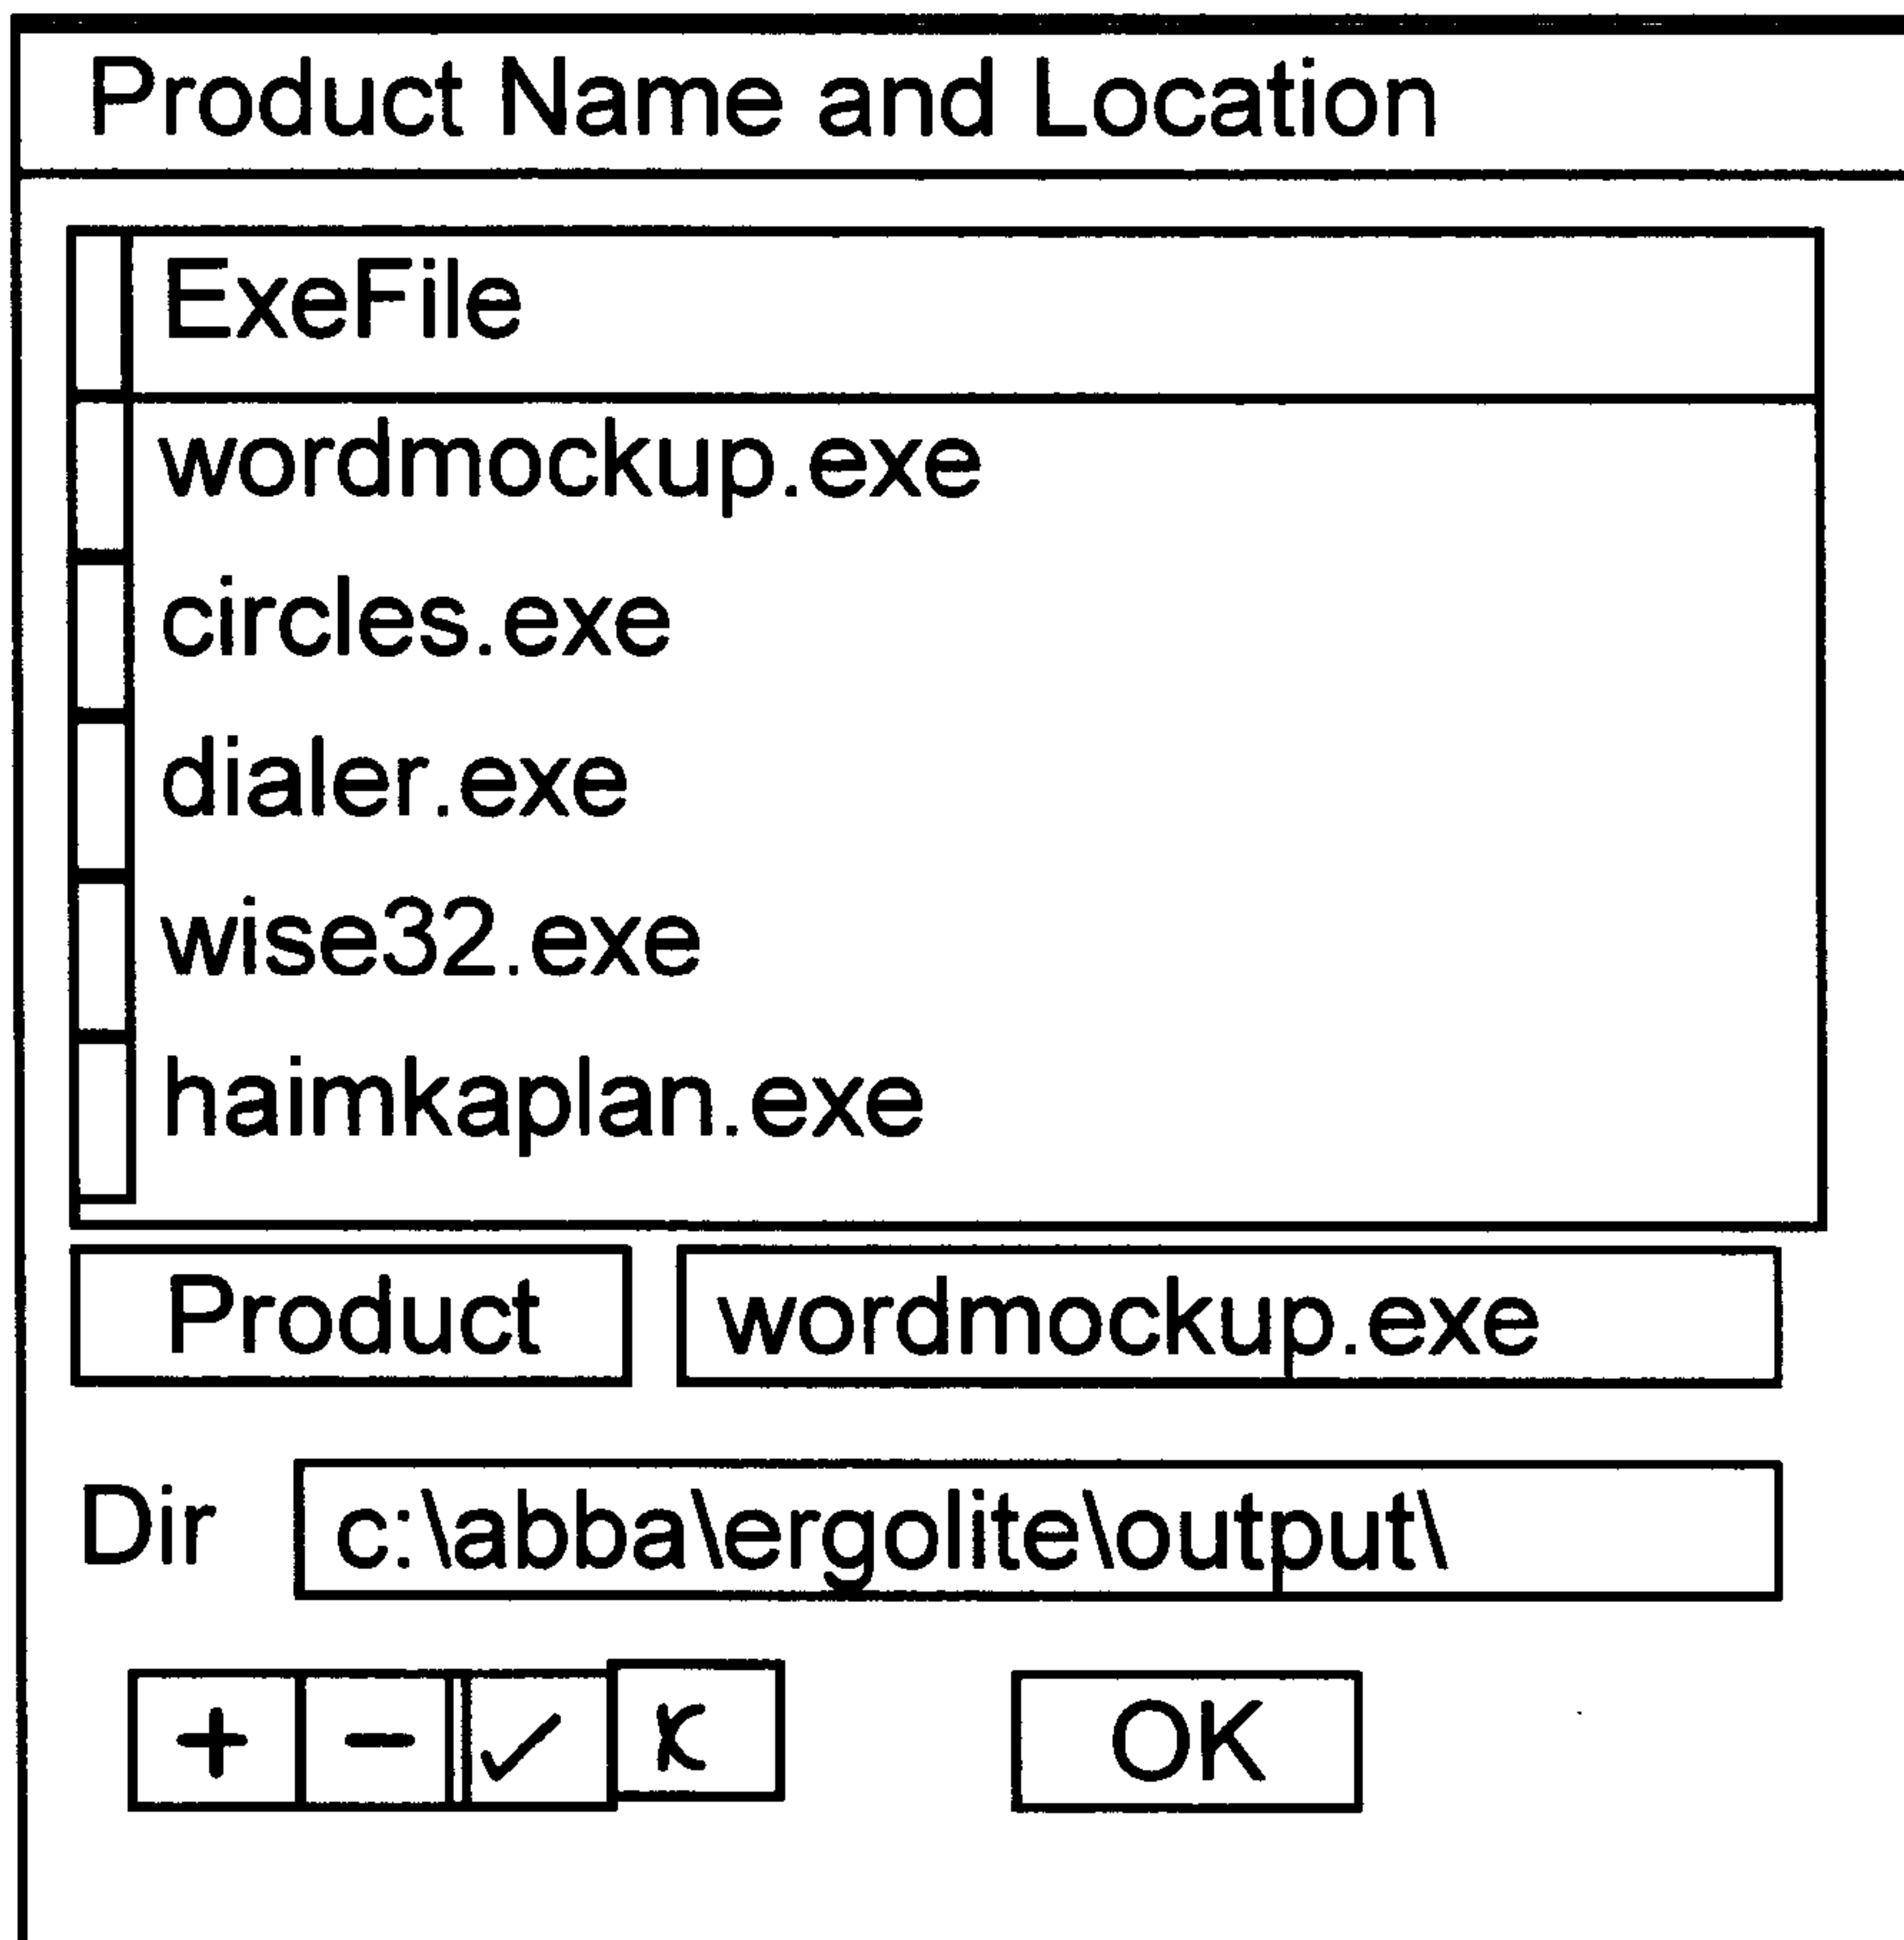 Product Name and Location
ExeFile
wordmockup.exe
circles.exe
dialer.exe
wise32.exe
haimkaplan.exe
Product wordmockup.exe
Dir c:\abba\ergolite\output\
+ - ✓ K OK